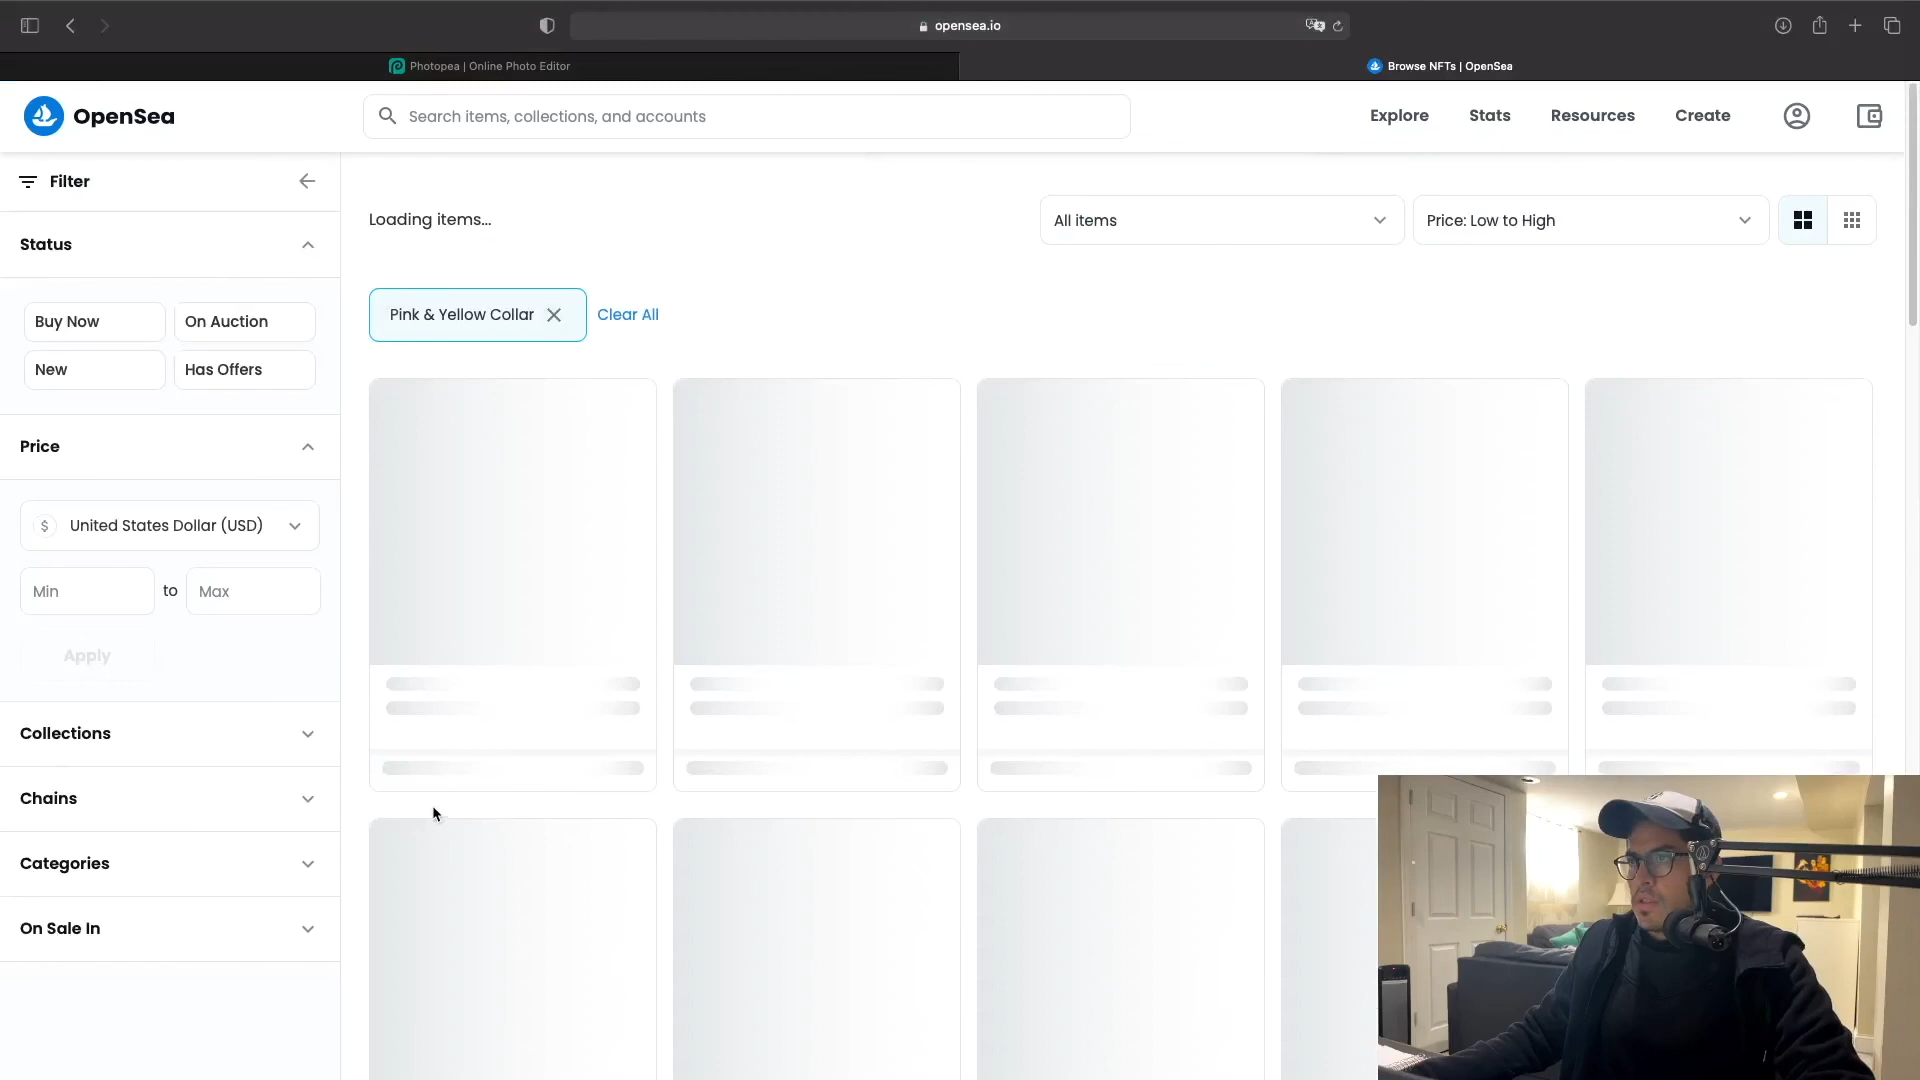 opensea.io
Photopea | Online Photo Editor
Browse NFTs | OpenSea
OpenSea
Search items, collections, and accounts
Explore
Stats
Resources
Create
Filter
Loading items...
All items
Price: Low to High
Status
Pink & Yellow Collar
Clear All
Buy Now
On Auction
New
Has Offers
Price
$ United States Dollar (USD)
Min
to
Max
Apply
Collections
Chains
Categories
On Sale In